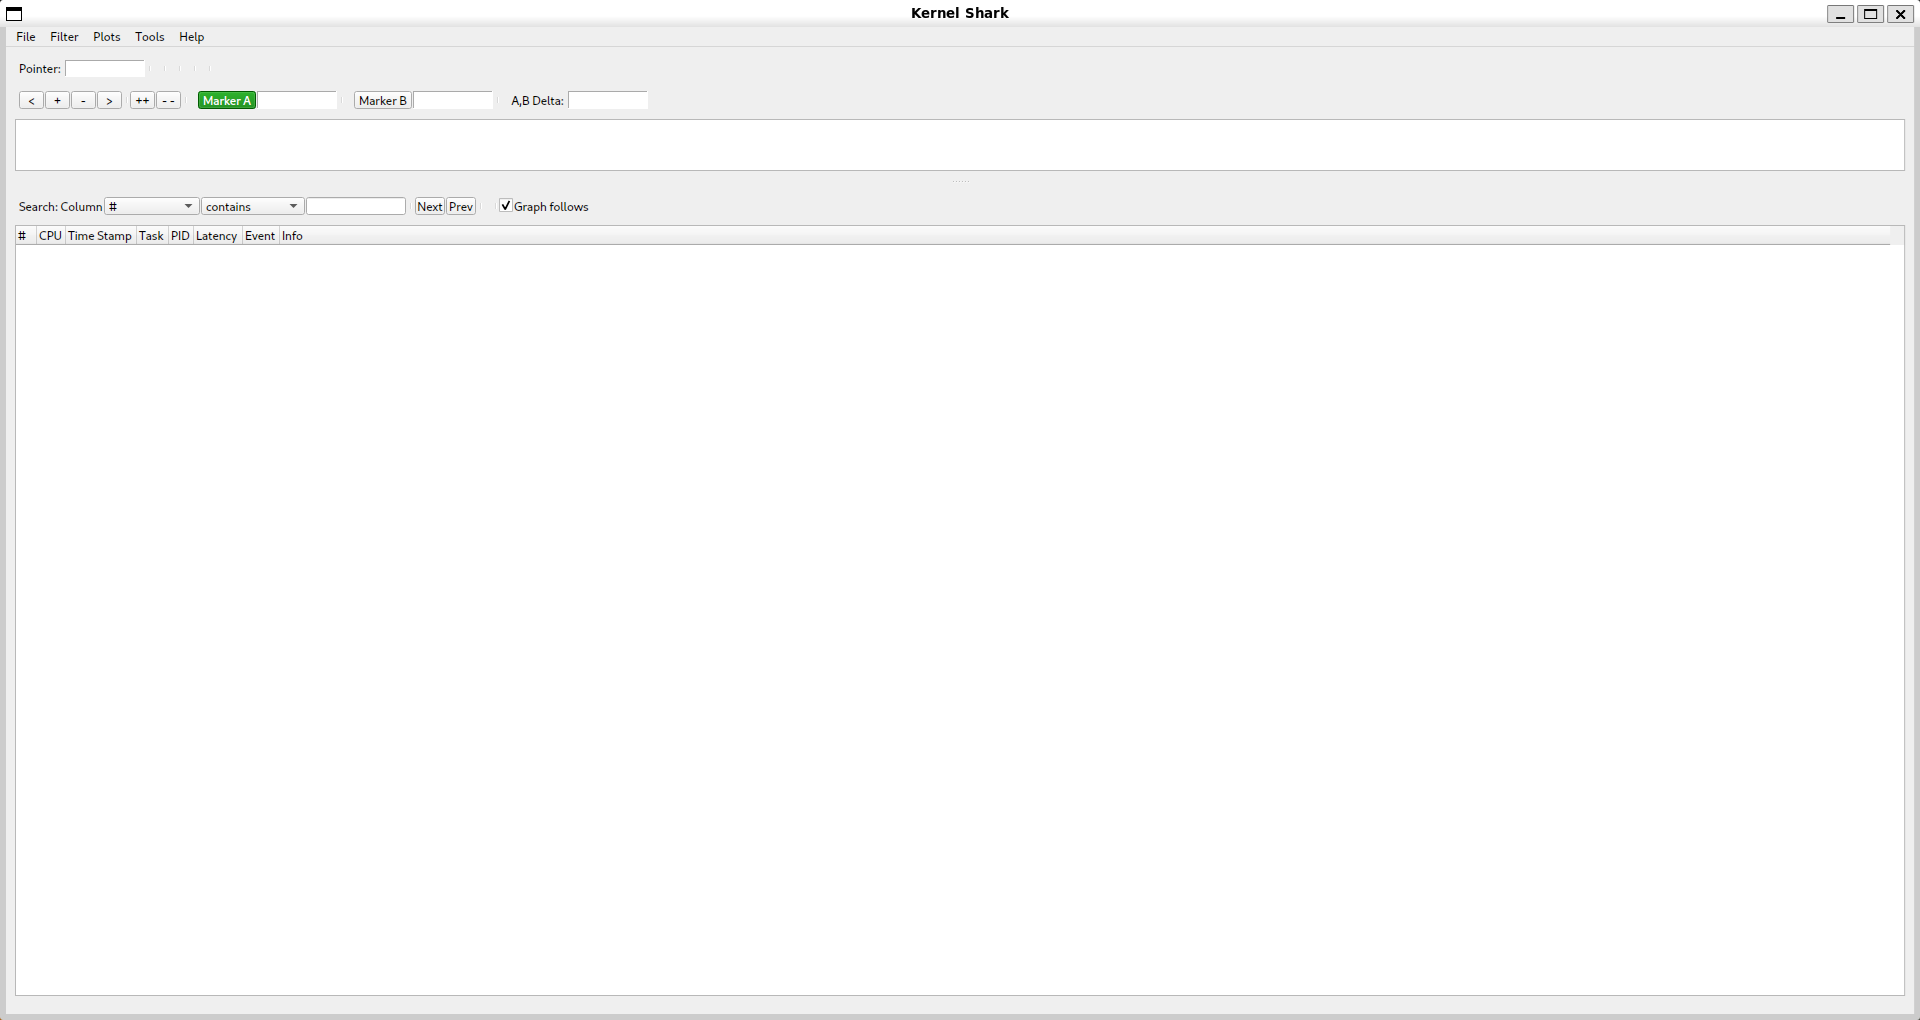 Kernel Shark
File Filter Plots Tools Help
Pointer:
< + - > ++ - - Marker A Marker B A,B Delta:
Search: Column # contains Next Prev Graph follows
# CPU Time Stamp Task PID Latency Event Info